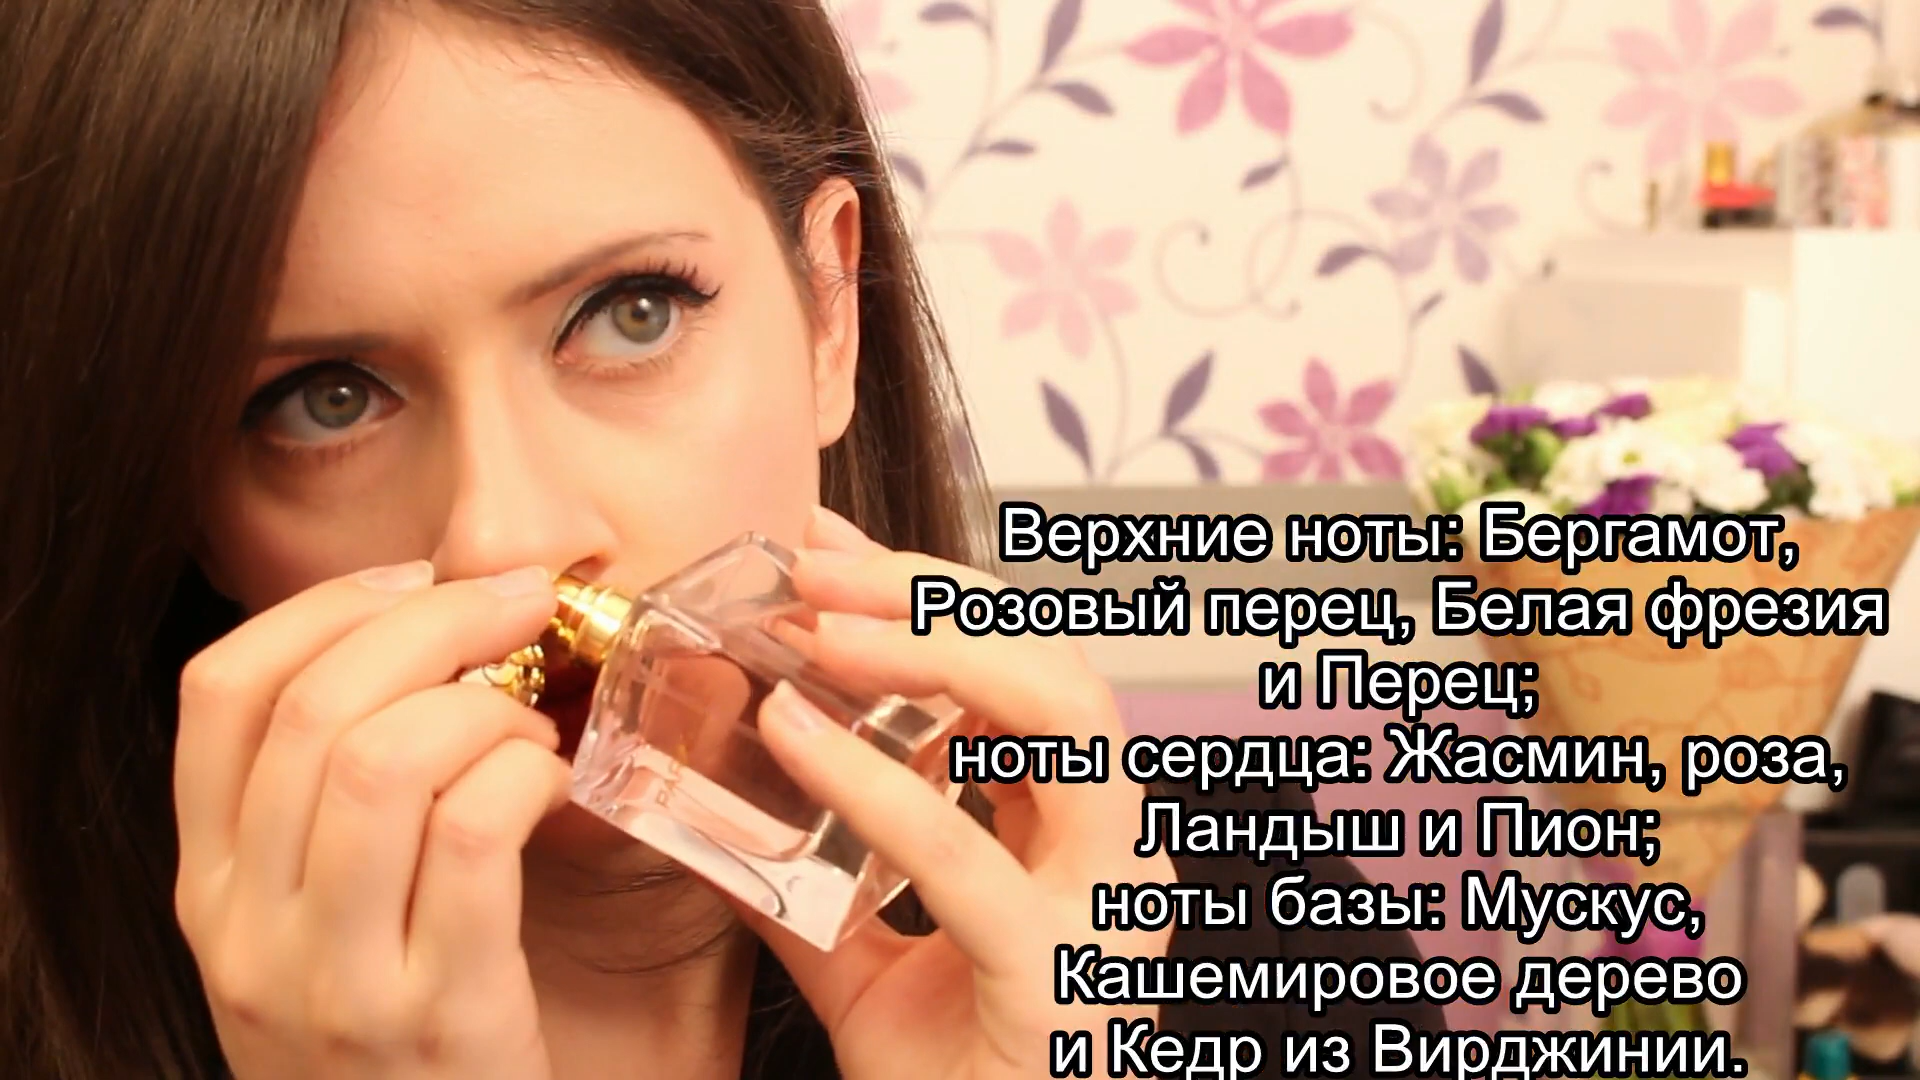 Верхние ноты: Бергамот,
Розовый перец, Белая фрезия
и Перец;
ноты сердца: Жасмин, роза,
Ландыш и Пион;
ноты базы: Мускус,
Кашемировое дерево
и Кедр из Вирджинии.